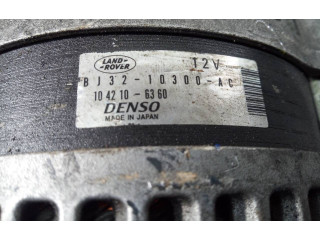 LAND-
ROVER
12V
BJ32-10300-AC
104210-6360
DENSO
MADE IN JAPAN